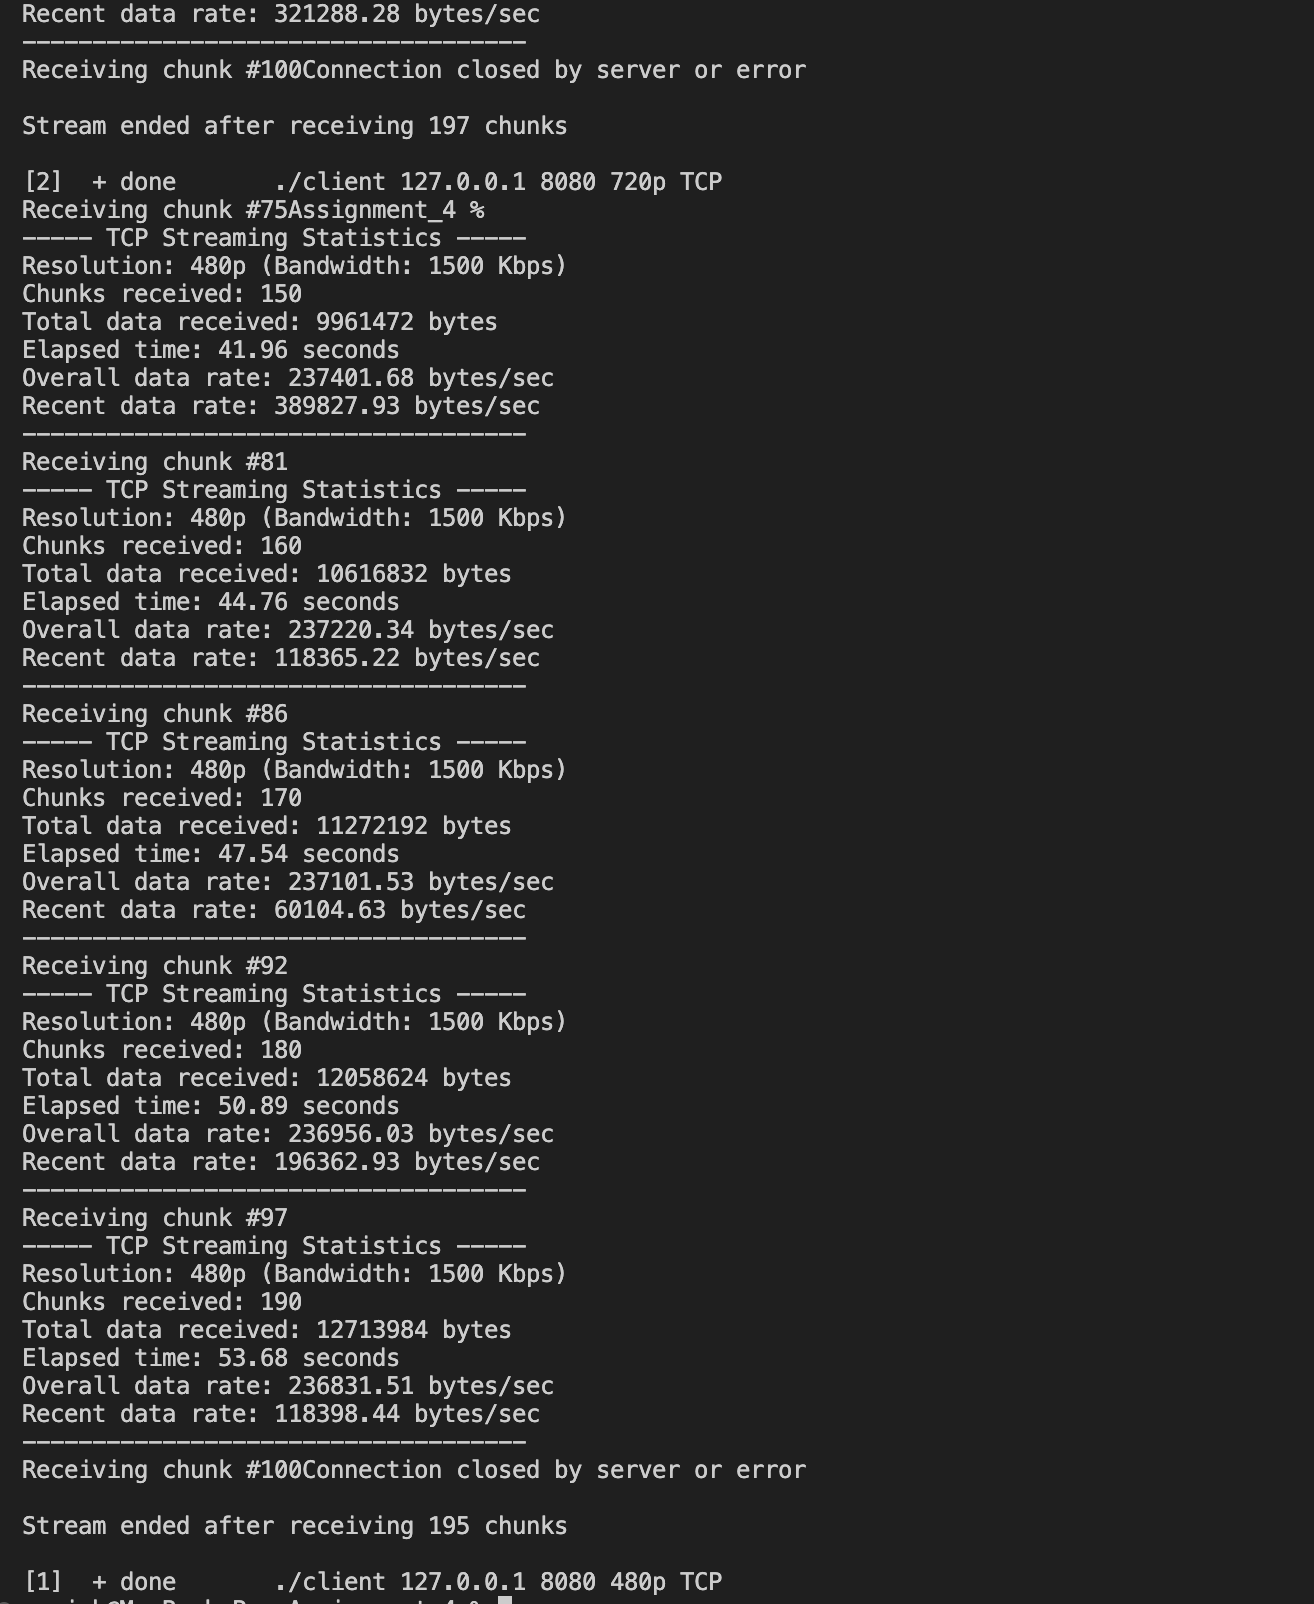 Recent data rate: 321288.28 bytes/sec
------------------------------------
Receiving chunk #100Connection closed by server or error
Stream ended after receiving 197 chunks
[2]  + done       ./client 127.0.0.1 8080 720p TCP
Receiving chunk #75Assignment_4 %
----- TCP Streaming Statistics -----
Resolution: 480p (Bandwidth: 1500 Kbps)
Chunks received: 150
Total data received: 9961472 bytes
Elapsed time: 41.96 seconds
Overall data rate: 237401.68 bytes/sec
Recent data rate: 389827.93 bytes/sec
------------------------------------
Receiving chunk #81
----- TCP Streaming Statistics -----
Resolution: 480p (Bandwidth: 1500 Kbps)
Chunks received: 160
Total data received: 10616832 bytes
Elapsed time: 44.76 seconds
Overall data rate: 237220.34 bytes/sec
Recent data rate: 118365.22 bytes/sec
------------------------------------
Receiving chunk #86
----- TCP Streaming Statistics -----
Resolution: 480p (Bandwidth: 1500 Kbps)
Chunks received: 170
Total data received: 11272192 bytes
Elapsed time: 47.54 seconds
Overall data rate: 237101.53 bytes/sec
Recent data rate: 60104.63 bytes/sec
------------------------------------
Receiving chunk #92
----- TCP Streaming Statistics -----
Resolution: 480p (Bandwidth: 1500 Kbps)
Chunks received: 180
Total data received: 12058624 bytes
Elapsed time: 50.89 seconds
Overall data rate: 236956.03 bytes/sec
Recent data rate: 196362.93 bytes/sec
------------------------------------
Receiving chunk #97
----- TCP Streaming Statistics -----
Resolution: 480p (Bandwidth: 1500 Kbps)
Chunks received: 190
Total data received: 12713984 bytes
Elapsed time: 53.68 seconds
Overall data rate: 236831.51 bytes/sec
Recent data rate: 118398.44 bytes/sec
------------------------------------
Receiving chunk #100Connection closed by server or error
Stream ended after receiving 195 chunks
[1]  + done       ./client 127.0.0.1 8080 480p TCP